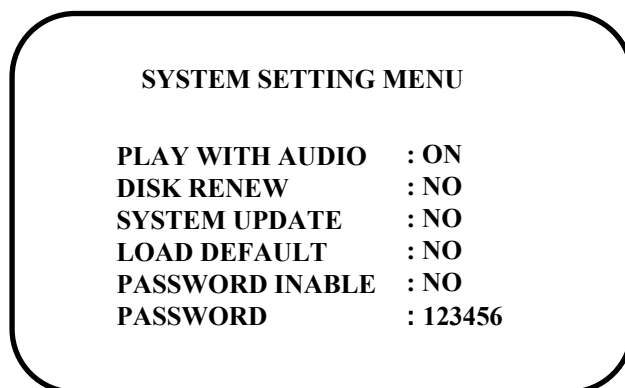 SYSTEM SETTING MENU
PLAY WITH AUDIO : ON
DISK RENEW : NO
SYSTEM UPDATE : NO
LOAD DEFAULT : NO
PASSWORD INABLE : NO
PASSWORD : 123456